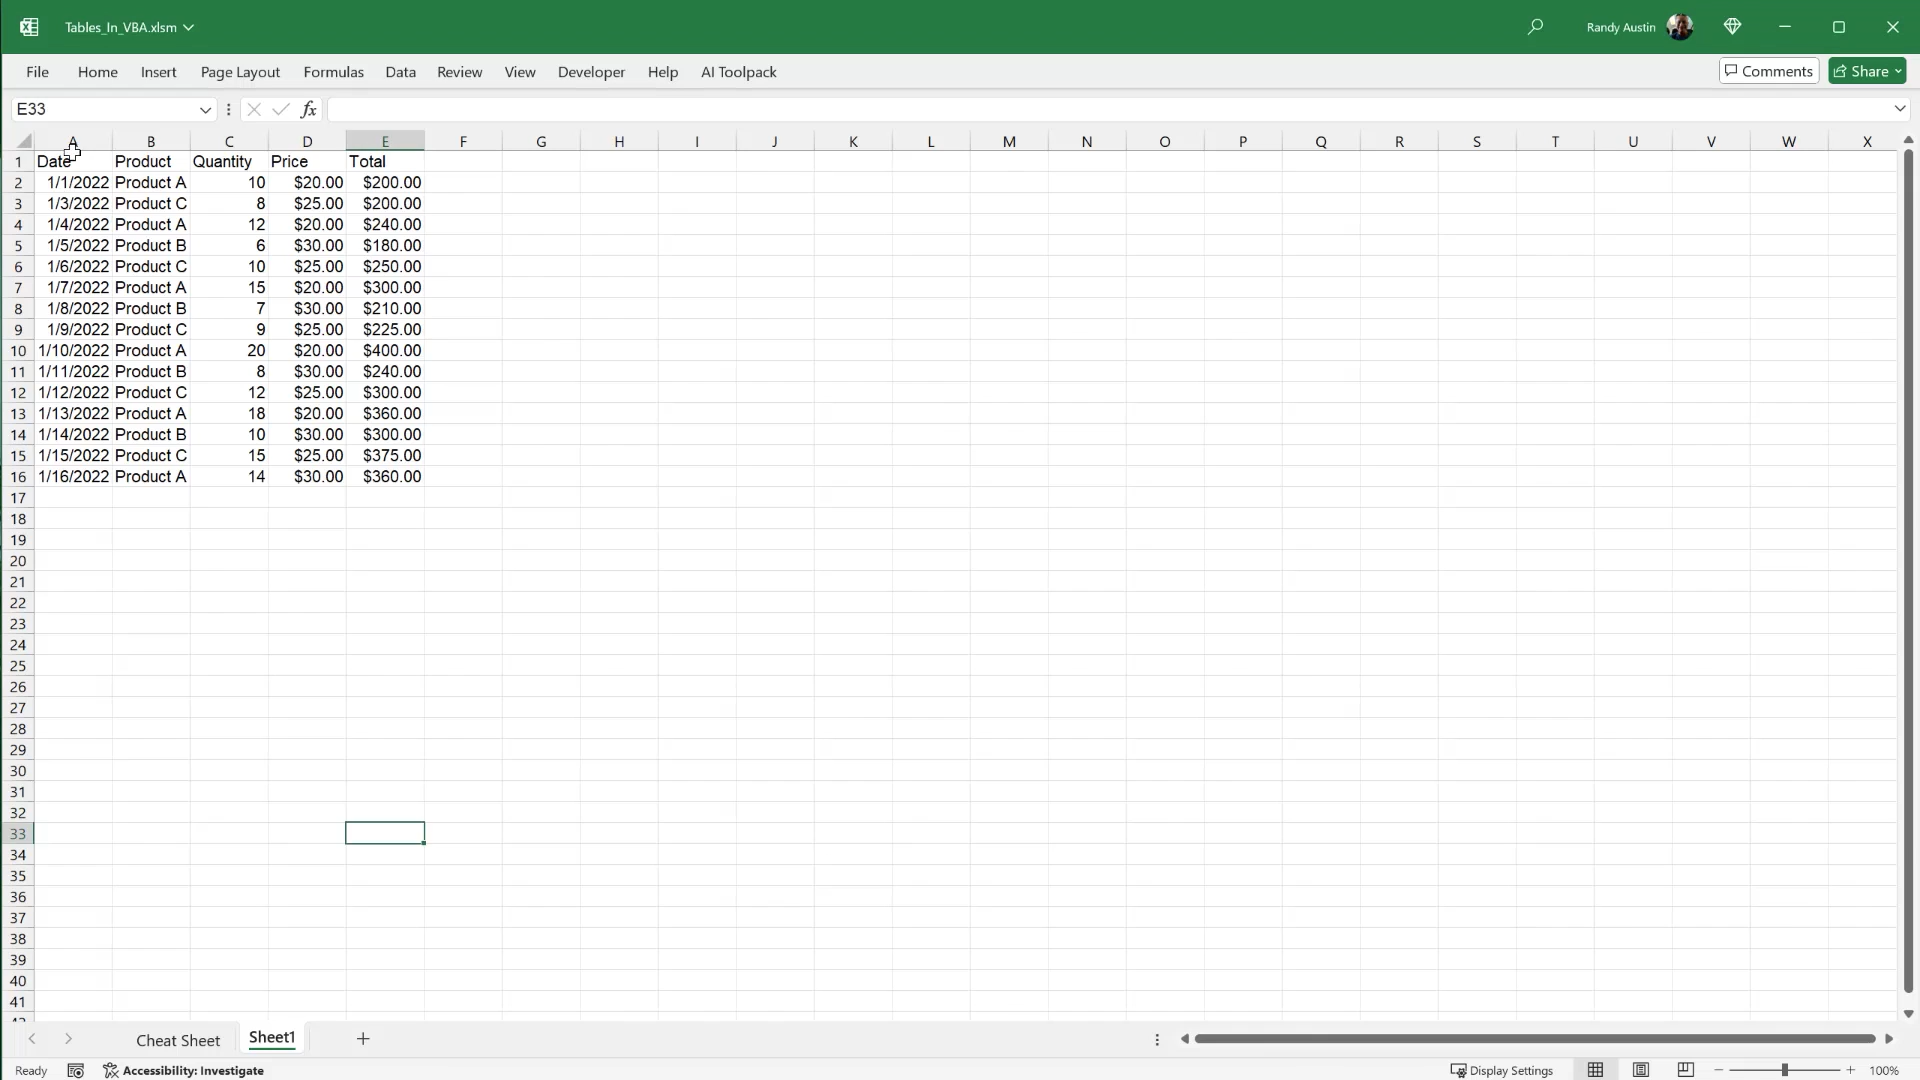 Tables_In_VBA.xlsm
Randy Austin
File Home Insert Page Layout Formulas Data Review View Developer Help AI Toolpack Comments Share
E33 fx
A B C D E F G H I J K L M N O P Q R S T U V W X
1 Date Product Quantity Price Total
2 1/1/2022 Product A 10 $20.00 $200.00
3 1/3/2022 Product C 8 $25.00 $200.00
4 1/4/2022 Product A 12 $20.00 $240.00
5 1/5/2022 Product B 6 $30.00 $180.00
6 1/6/2022 Product C 10 $25.00 $250.00
7 1/7/2022 Product A 15 $20.00 $300.00
8 1/8/2022 Product B 7 $30.00 $210.00
9 1/9/2022 Product C 9 $25.00 $225.00
10 1/10/2022 Product A 20 $20.00 $400.00
11 1/11/2022 Product B 8 $30.00 $240.00
12 1/12/2022 Product C 12 $25.00 $300.00
13 1/13/2022 Product A 18 $20.00 $360.00
14 1/14/2022 Product B 10 $30.00 $300.00
15 1/15/2022 Product C 15 $25.00 $375.00
16 1/16/2022 Product A 14 $30.00 $360.00
17
18
19
20
21
22
23
24
25
26
27
28
29
30
31
32
33
34
35
36
37
38
39
40
41
Cheat Sheet Sheet1
Ready Accessibility: Investigate Display Settings 100%